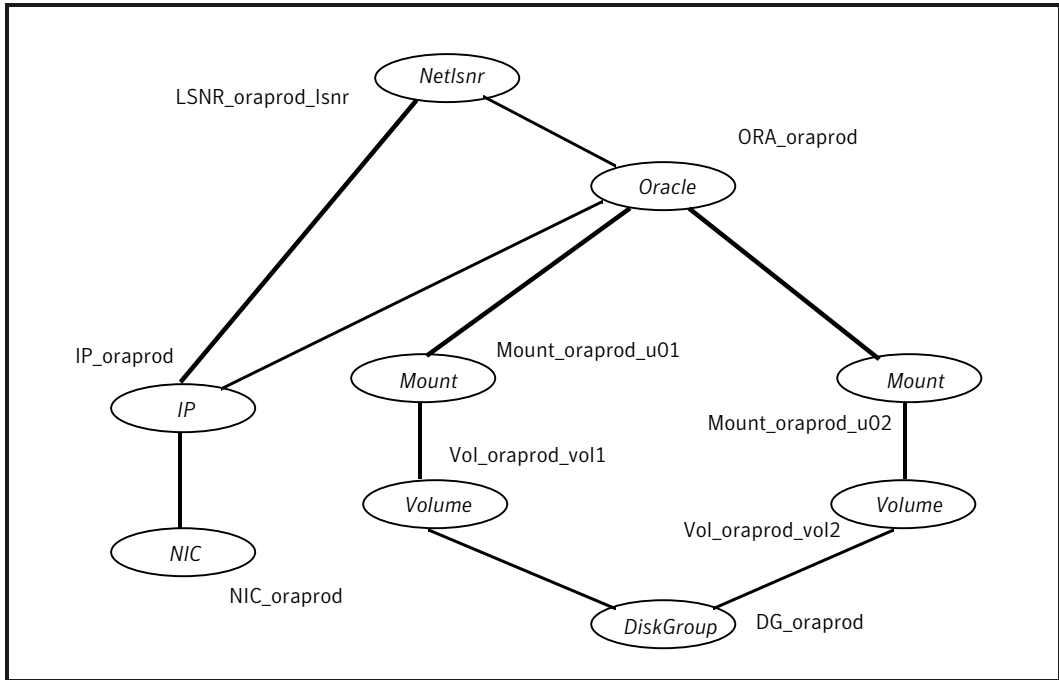 Netlsnr
LSNR_oraprod_lsnr
ORA_oraprod
Oracle
IP_oraprod
Mount_oraprod_u01
Mount
Mount
IP
Mount_oraprod_u02
Vol_oraprod_vol1
Volume
Volume
Vol_oraprod_vol2
NIC
NIC_oraprod
DiskGroup
DG_oraprod